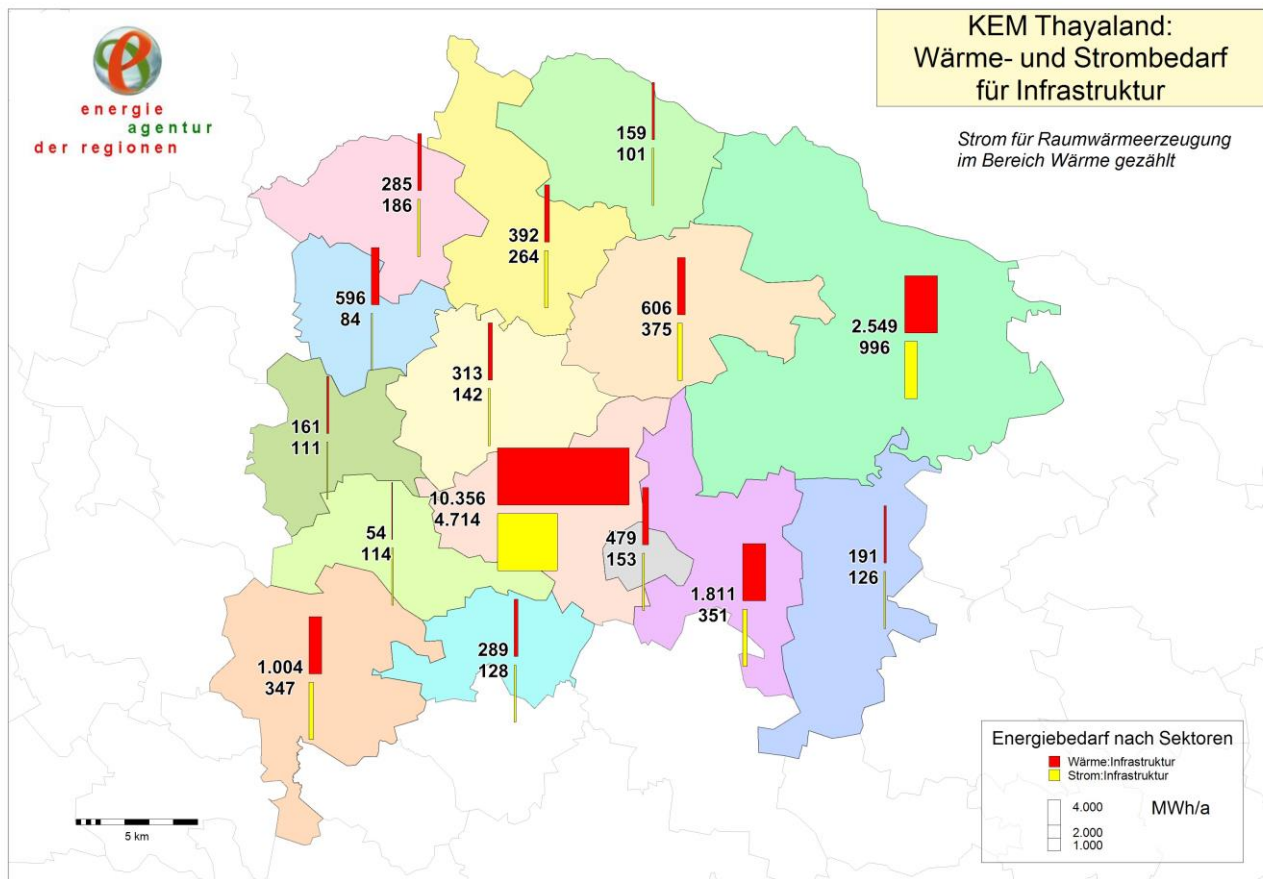 energie
agentur
der regionen
KEM Thayaland:
Wärme- und Strombedarf
für Infrastruktur
Strom für Raumwärmeerzeugung
im Bereich Wärme gezählt
159
101
285
186
392
264
596
84
606
375
2.549
996
313
142
161
111
10.356
4.714
54
114
479
153
191
126
1.811
351
289
128
1.004
347
5 km
Energiebedarf nach Sektoren
Wärme:Infrastruktur
Strom:Infrastruktur
4.000
MWh/a
2.000
1.000